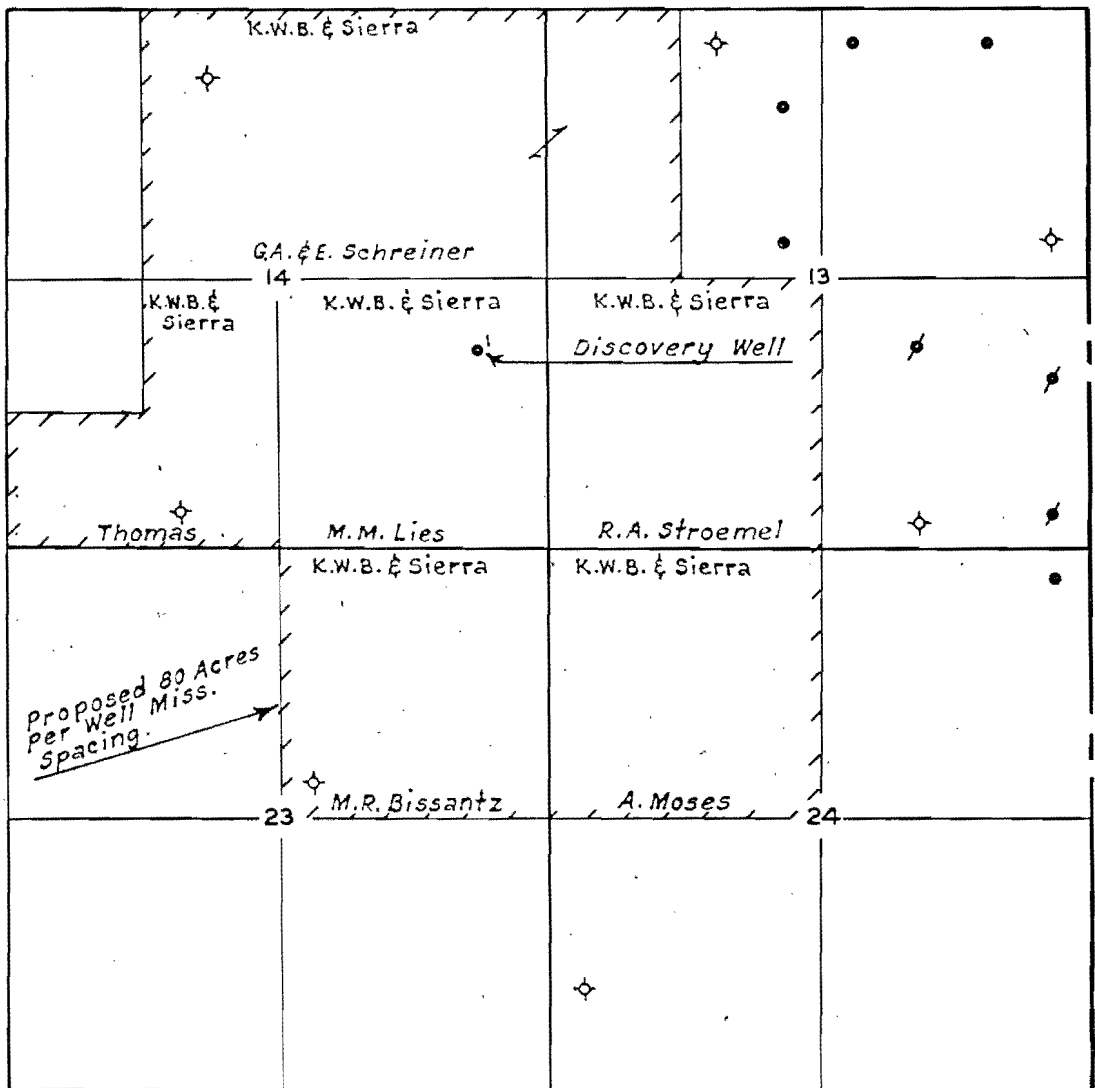 K.W.B. & Sierra
G.A. & E. Schreiner
14
13
K.W.B. &
Sierra
K.W.B. & Sierra
K.W.B. & Sierra
1
Discovery Well
Thomas
M.M. Lies
R.A. Stroemel
K.W.B. & Sierra
K.W.B. & Sierra
Proposed 80 Acres
Per Well Miss.
Spacing.
M.R. Bissantz
A. Moses
23
24